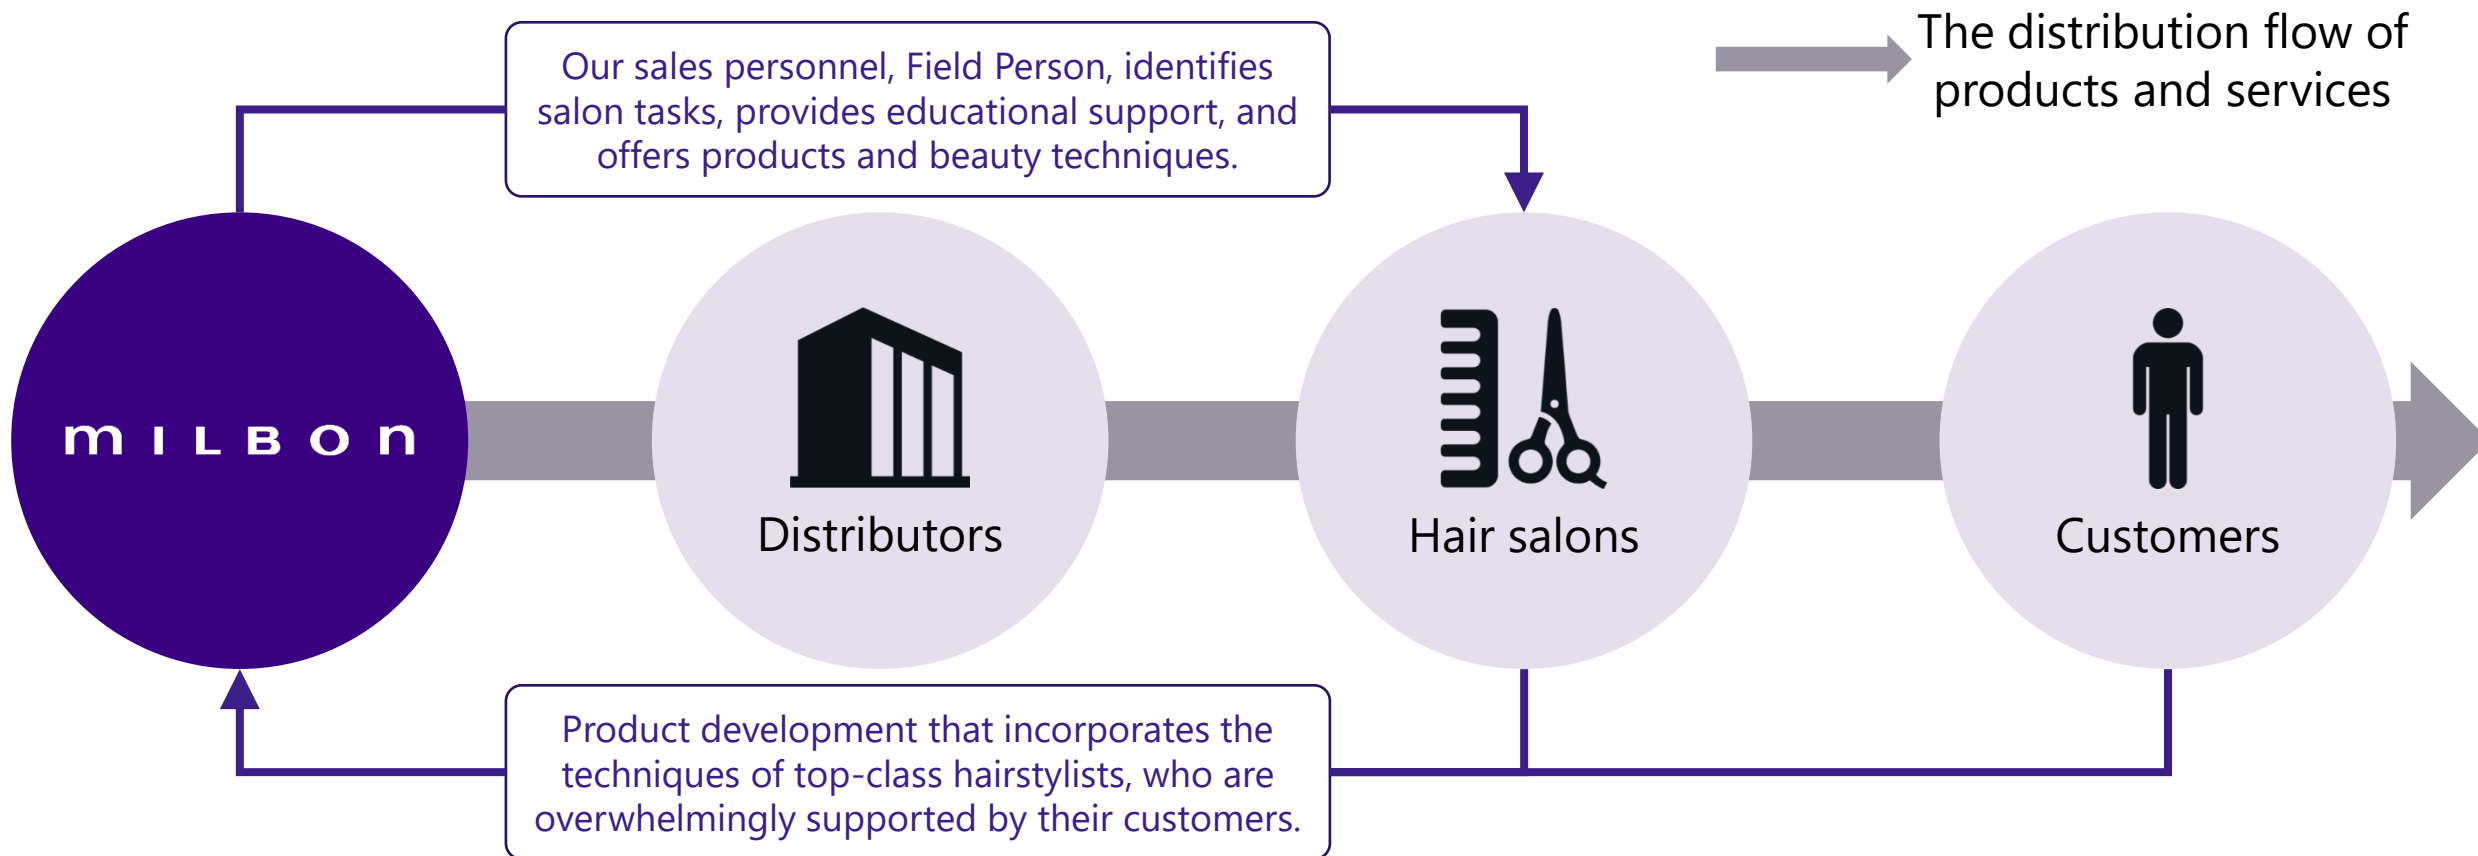 The distribution flow of
products and services
Our sales personnel, Field Person, identifies
salon tasks, provides educational support, and
offers products and beauty techniques.
mILBOn
Distributors
Hair salons
Customers
Product development that incorporates the
techniques of top-class hairstylists, who are
overwhelmingly supported by their customers.